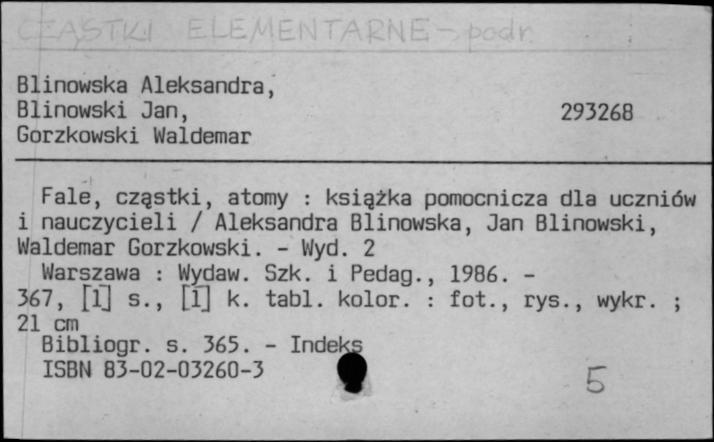 CZĄSTKI ELEMENTARNE - podr.
Blinowska Aleksandra,
Blinowski Jan, 293268
Gorzkowski Waldemar
Fale, cząstki, atomy : książka pomocnicza dla uczniów
i nauczycieli / Aleksandra Blinowska, Jan Blinowski,
Waldemar Gorzkowski. - Wyd. 2
Warszawa : Wydaw. Szk. i Pedag., 1986. -
367, [1] s., [1] k. tabl. kolor. : fot., rys., wykr. ;
21 cm
Bibliogr. s. 365. - Indeks
ISBN 83-02-03260-3
5